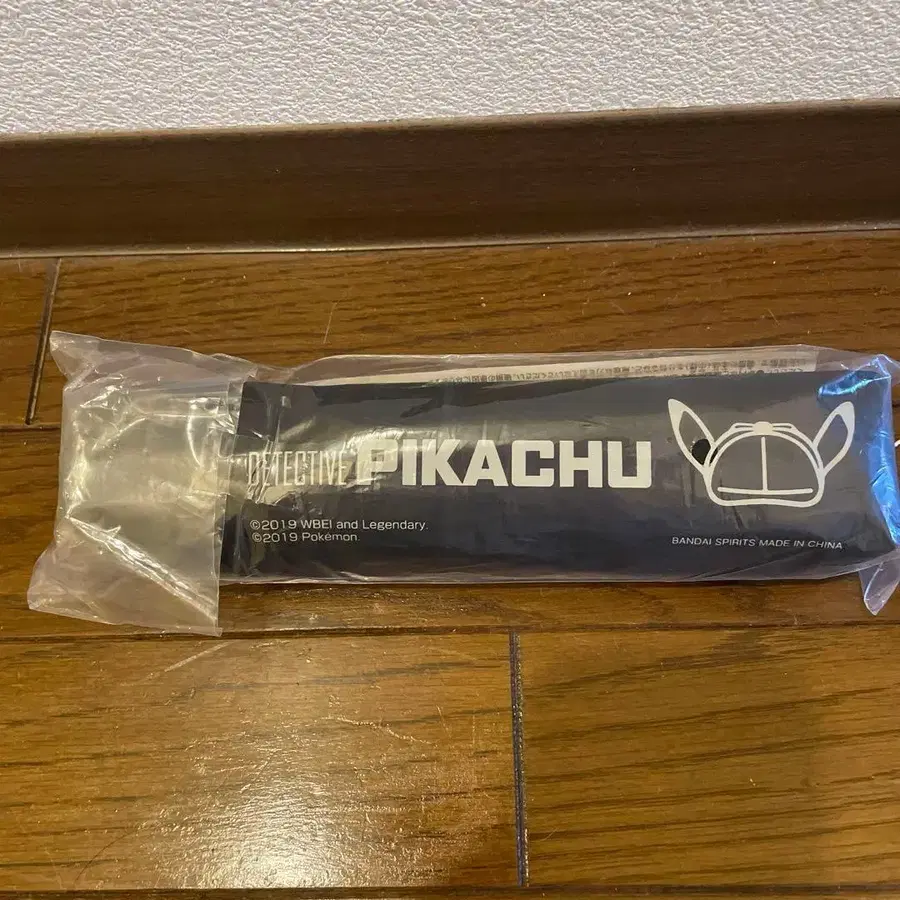 DETECTIVE PIKACHU
©2019 WBEI and Legendary.
©2019 Pokémon.
BANDAI SPIRITS MADE IN CHINA